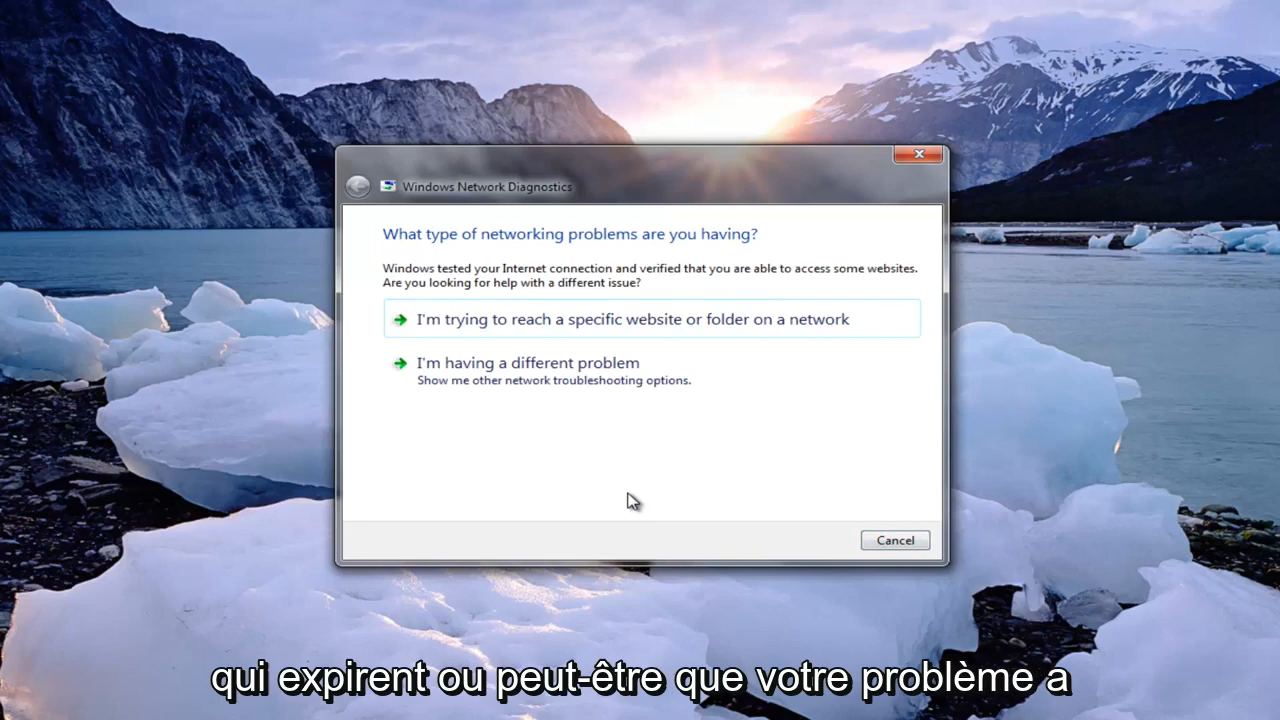 Windows Network Diagnostics
What type of networking problems are you having?
Windows tested your Internet connection and verified that you are able to access some websites.
Are you looking for help with a different issue?
I'm trying to reach a specific website or folder on a network
I'm having a different problem
Show me other network troubleshooting options.
Cancel
qui expirent ou peut-être que votre problème a